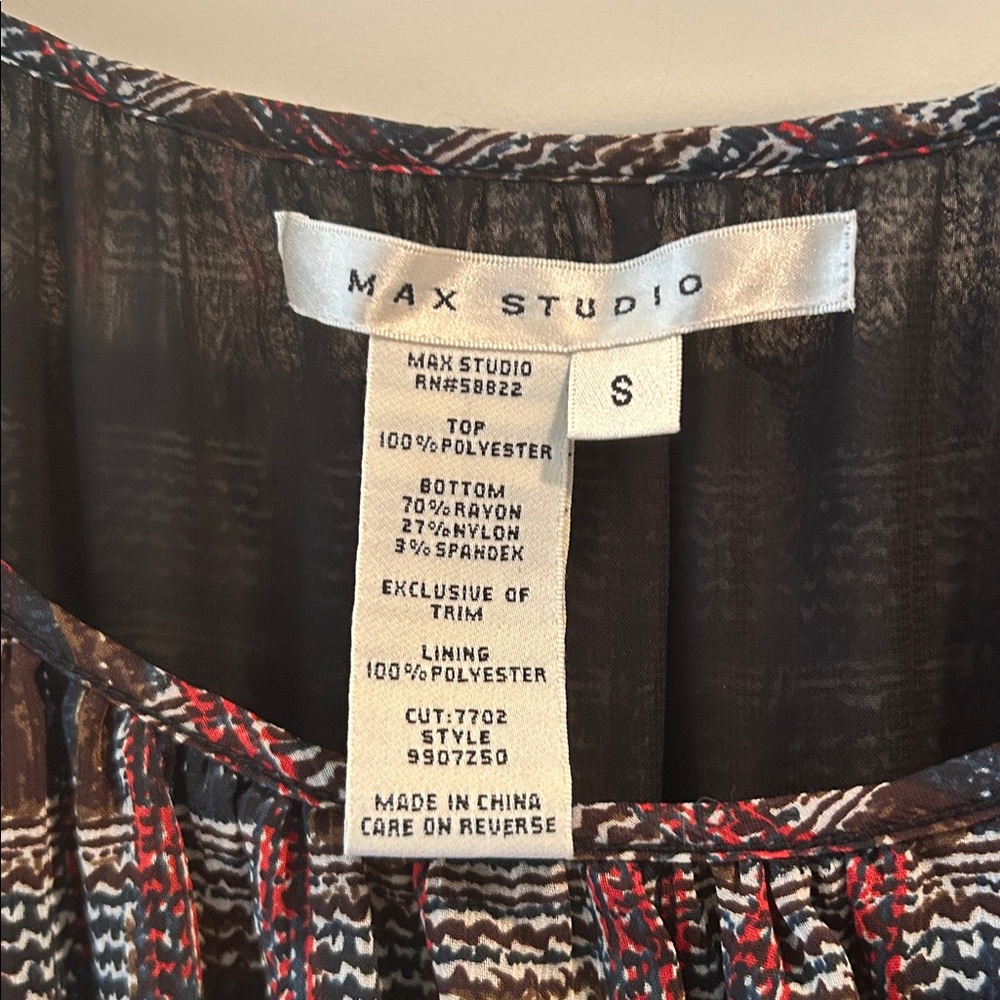 MAX STUDIO
S
MAX STUDIO
RN#58822
TOP
100%POLYESTER
BOTTOM
70%RAYON
27%NYLON
3%SPANDEX
EXCLUSIVE OF
TRIM
LINING
100%POLYESTER
CUT:7702
STYLE
9907Z50
MADE IN CHINA
CARE ON REVERSE